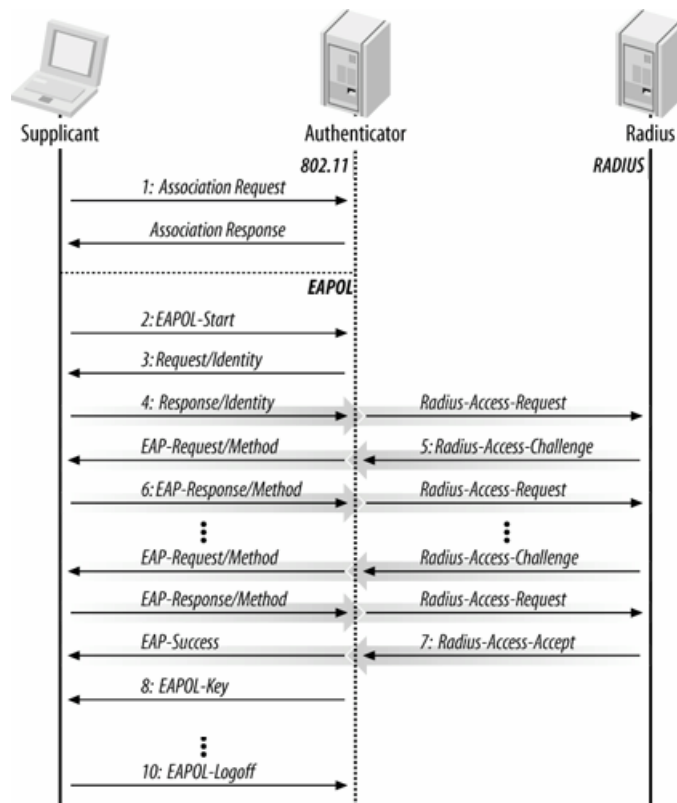 Supplicant
Authenticator
Radius
802.11
RADIUS
1: Association Request
Association Response
EAPOL
2: EAPOL-Start
3: Request/Identity
4: Response/Identity
Radius-Access-Request
EAP-Request/Method
5: Radius-Access-Challenge
6: EAP-Response/Method
Radius-Access-Request
EAP-Request/Method
Radius-Access-Challenge
EAP-Response/Method
Radius-Access-Request
EAP-Success
7: Radius-Access-Accept
8: EAPOL-Key
10: EAPOL-Logoff